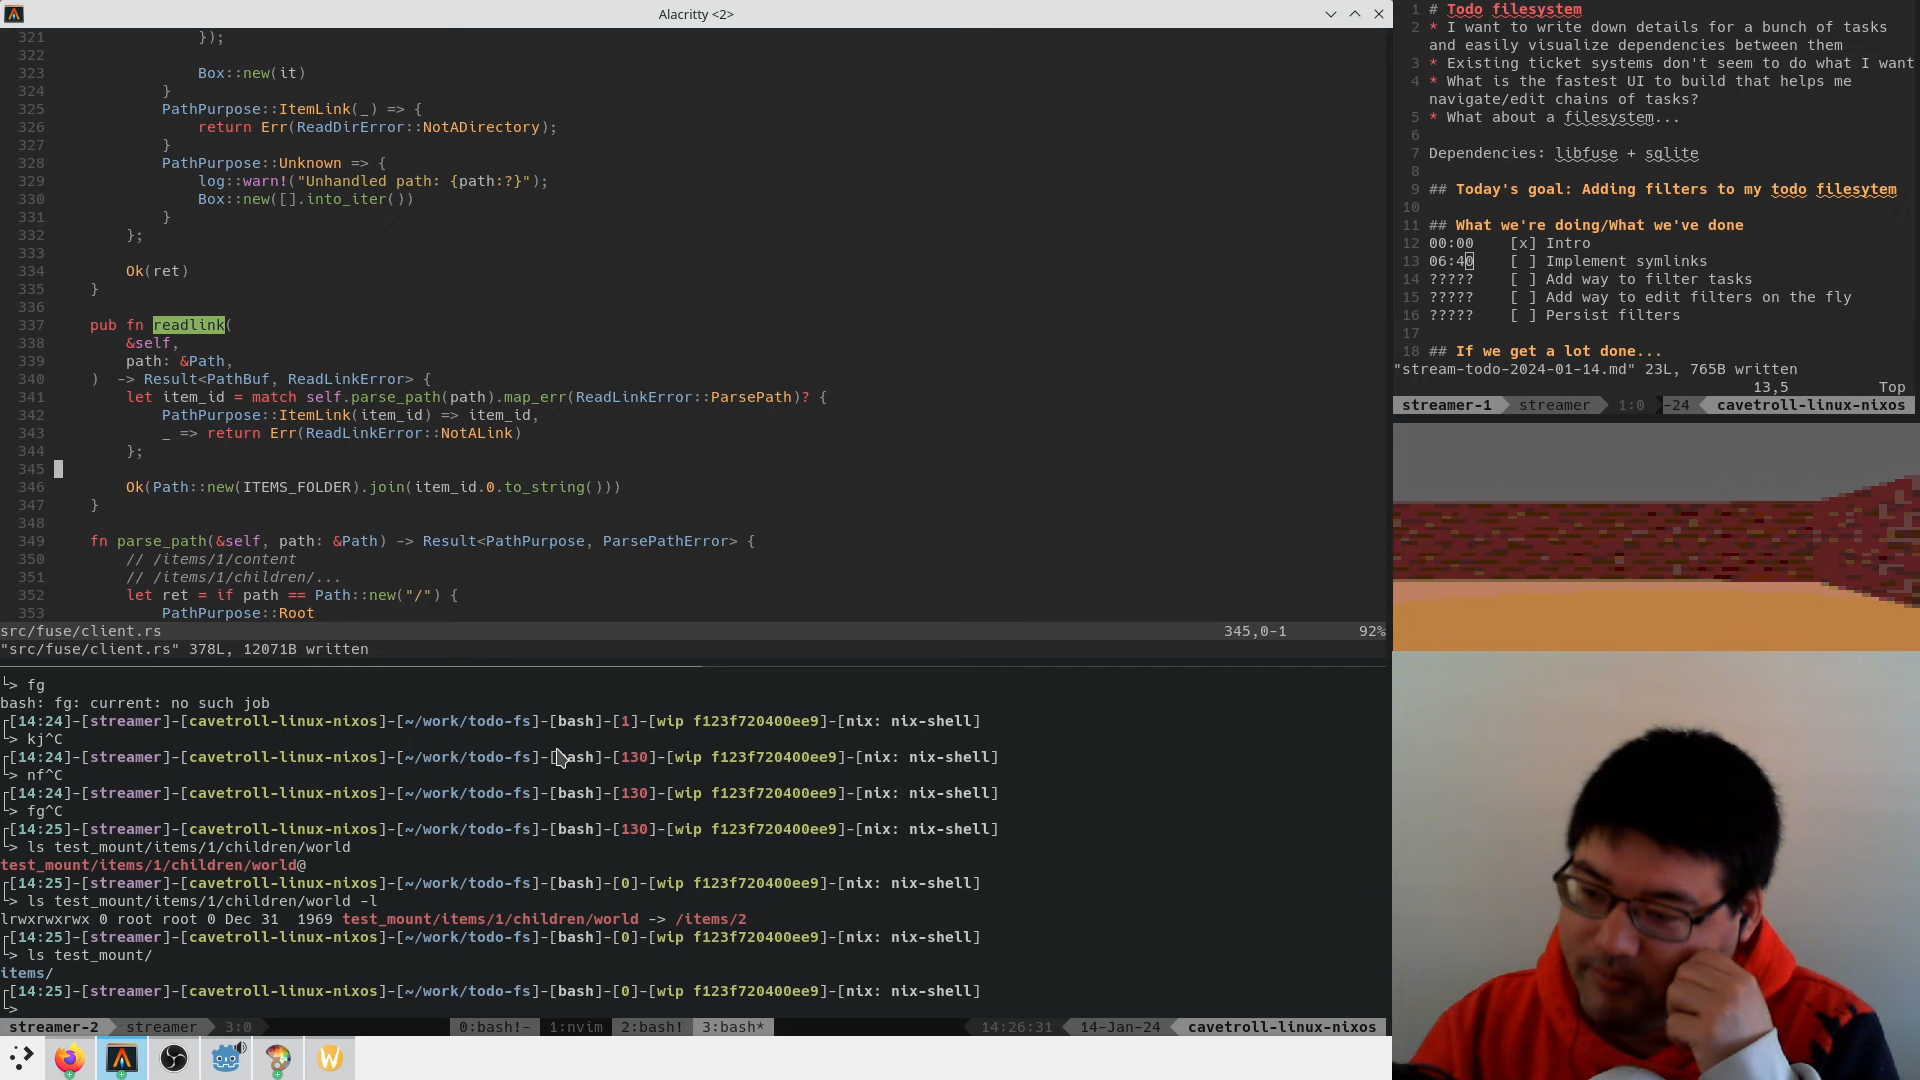 Alacritty <2>
321                 });
322
323                 Box::new(it)
324             }
325             PathPurpose::ItemLink(_) => {
326                 return Err(ReadDirError::NotADirectory);
327             }
328             PathPurpose::Unknown => {
329                 log::warn!("Unhandled path: {path:?}");
330                 Box::new([].into_iter())
331             }
332         };
333
334         Ok(ret)
335     }
336
337     pub fn readlink(
338         &self,
339         path: &Path,
340     )  -> Result<PathBuf, ReadLinkError> {
341         let item_id = match self.parse_path(path).map_err(ReadLinkError::ParsePath)? {
342             PathPurpose::ItemLink(item_id) => item_id,
343             _ => return Err(ReadLinkError::NotALink)
344         };
345
346         Ok(Path::new(ITEMS_FOLDER).join(item_id.0.to_string()))
347     }
348
349     fn parse_path(&self, path: &Path) -> Result<PathPurpose, ParsePathError> {
350         // /items/1/content
351         // /items/1/children/...
352         let ret = if path == Path::new("/") {
353             PathPurpose::Root
src/fuse/client.rs 345,0-1 92%
"src/fuse/client.rs" 378L, 12071B written
└> fg
bash: fg: current: no such job
┌[14:24]-[streamer]-[cavetroll-linux-nixos]-[~/work/todo-fs]-[bash]-[1]-[wip f123f720400ee9]-[nix: nix-shell]
└> kj^C
┌[14:24]-[streamer]-[cavetroll-linux-nixos]-[~/work/todo-fs]-[bash]-[130]-[wip f123f720400ee9]-[nix: nix-shell]
└> nf^C
┌[14:24]-[streamer]-[cavetroll-linux-nixos]-[~/work/todo-fs]-[bash]-[130]-[wip f123f720400ee9]-[nix: nix-shell]
└> fg^C
┌[14:25]-[streamer]-[cavetroll-linux-nixos]-[~/work/todo-fs]-[bash]-[130]-[wip f123f720400ee9]-[nix: nix-shell]
└> ls test_mount/items/1/children/world
test_mount/items/1/children/world@
┌[14:25]-[streamer]-[cavetroll-linux-nixos]-[~/work/todo-fs]-[bash]-[0]-[wip f123f720400ee9]-[nix: nix-shell]
└> ls test_mount/items/1/children/world -l
lrwxrwxrwx 0 root root 0 Dec 31  1969 test_mount/items/1/children/world -> /items/2
┌[14:25]-[streamer]-[cavetroll-linux-nixos]-[~/work/todo-fs]-[bash]-[0]-[wip f123f720400ee9]-[nix: nix-shell]
└> ls test_mount/
items/
┌[14:25]-[streamer]-[cavetroll-linux-nixos]-[~/work/todo-fs]-[bash]-[0]-[wip f123f720400ee9]-[nix: nix-shell]
└>
streamer-2 streamer 3:0 0:bash!- 1:nvim 2:bash! 3:bash* 14:26:31 14-Jan-24 cavetroll-linux-nixos
1 # Todo filesystem
2 * I want to write down details for a bunch of tasks
and easily visualize dependencies between them
3 * Existing ticket systems don't seem to do what I want
4 * What is the fastest UI to build that helps me
navigate/edit chains of tasks?
5 * What about a filesystem...
6
7 Dependencies: libfuse + sqlite
8
9 ## Today's goal: Adding filters to my todo filesytem
10
11 ## What we're doing/What we've done
12 00:00    [x] Intro
13 06:40    [ ] Implement symlinks
14 ?????    [ ] Add way to filter tasks
15 ?????    [ ] Add way to edit filters on the fly
16 ?????    [ ] Persist filters
17
18 ## If we get a lot done...
"stream-todo-2024-01-14.md" 23L, 765B written
13,5 Top
streamer-1 streamer 1:0 -24 cavetroll-linux-nixos